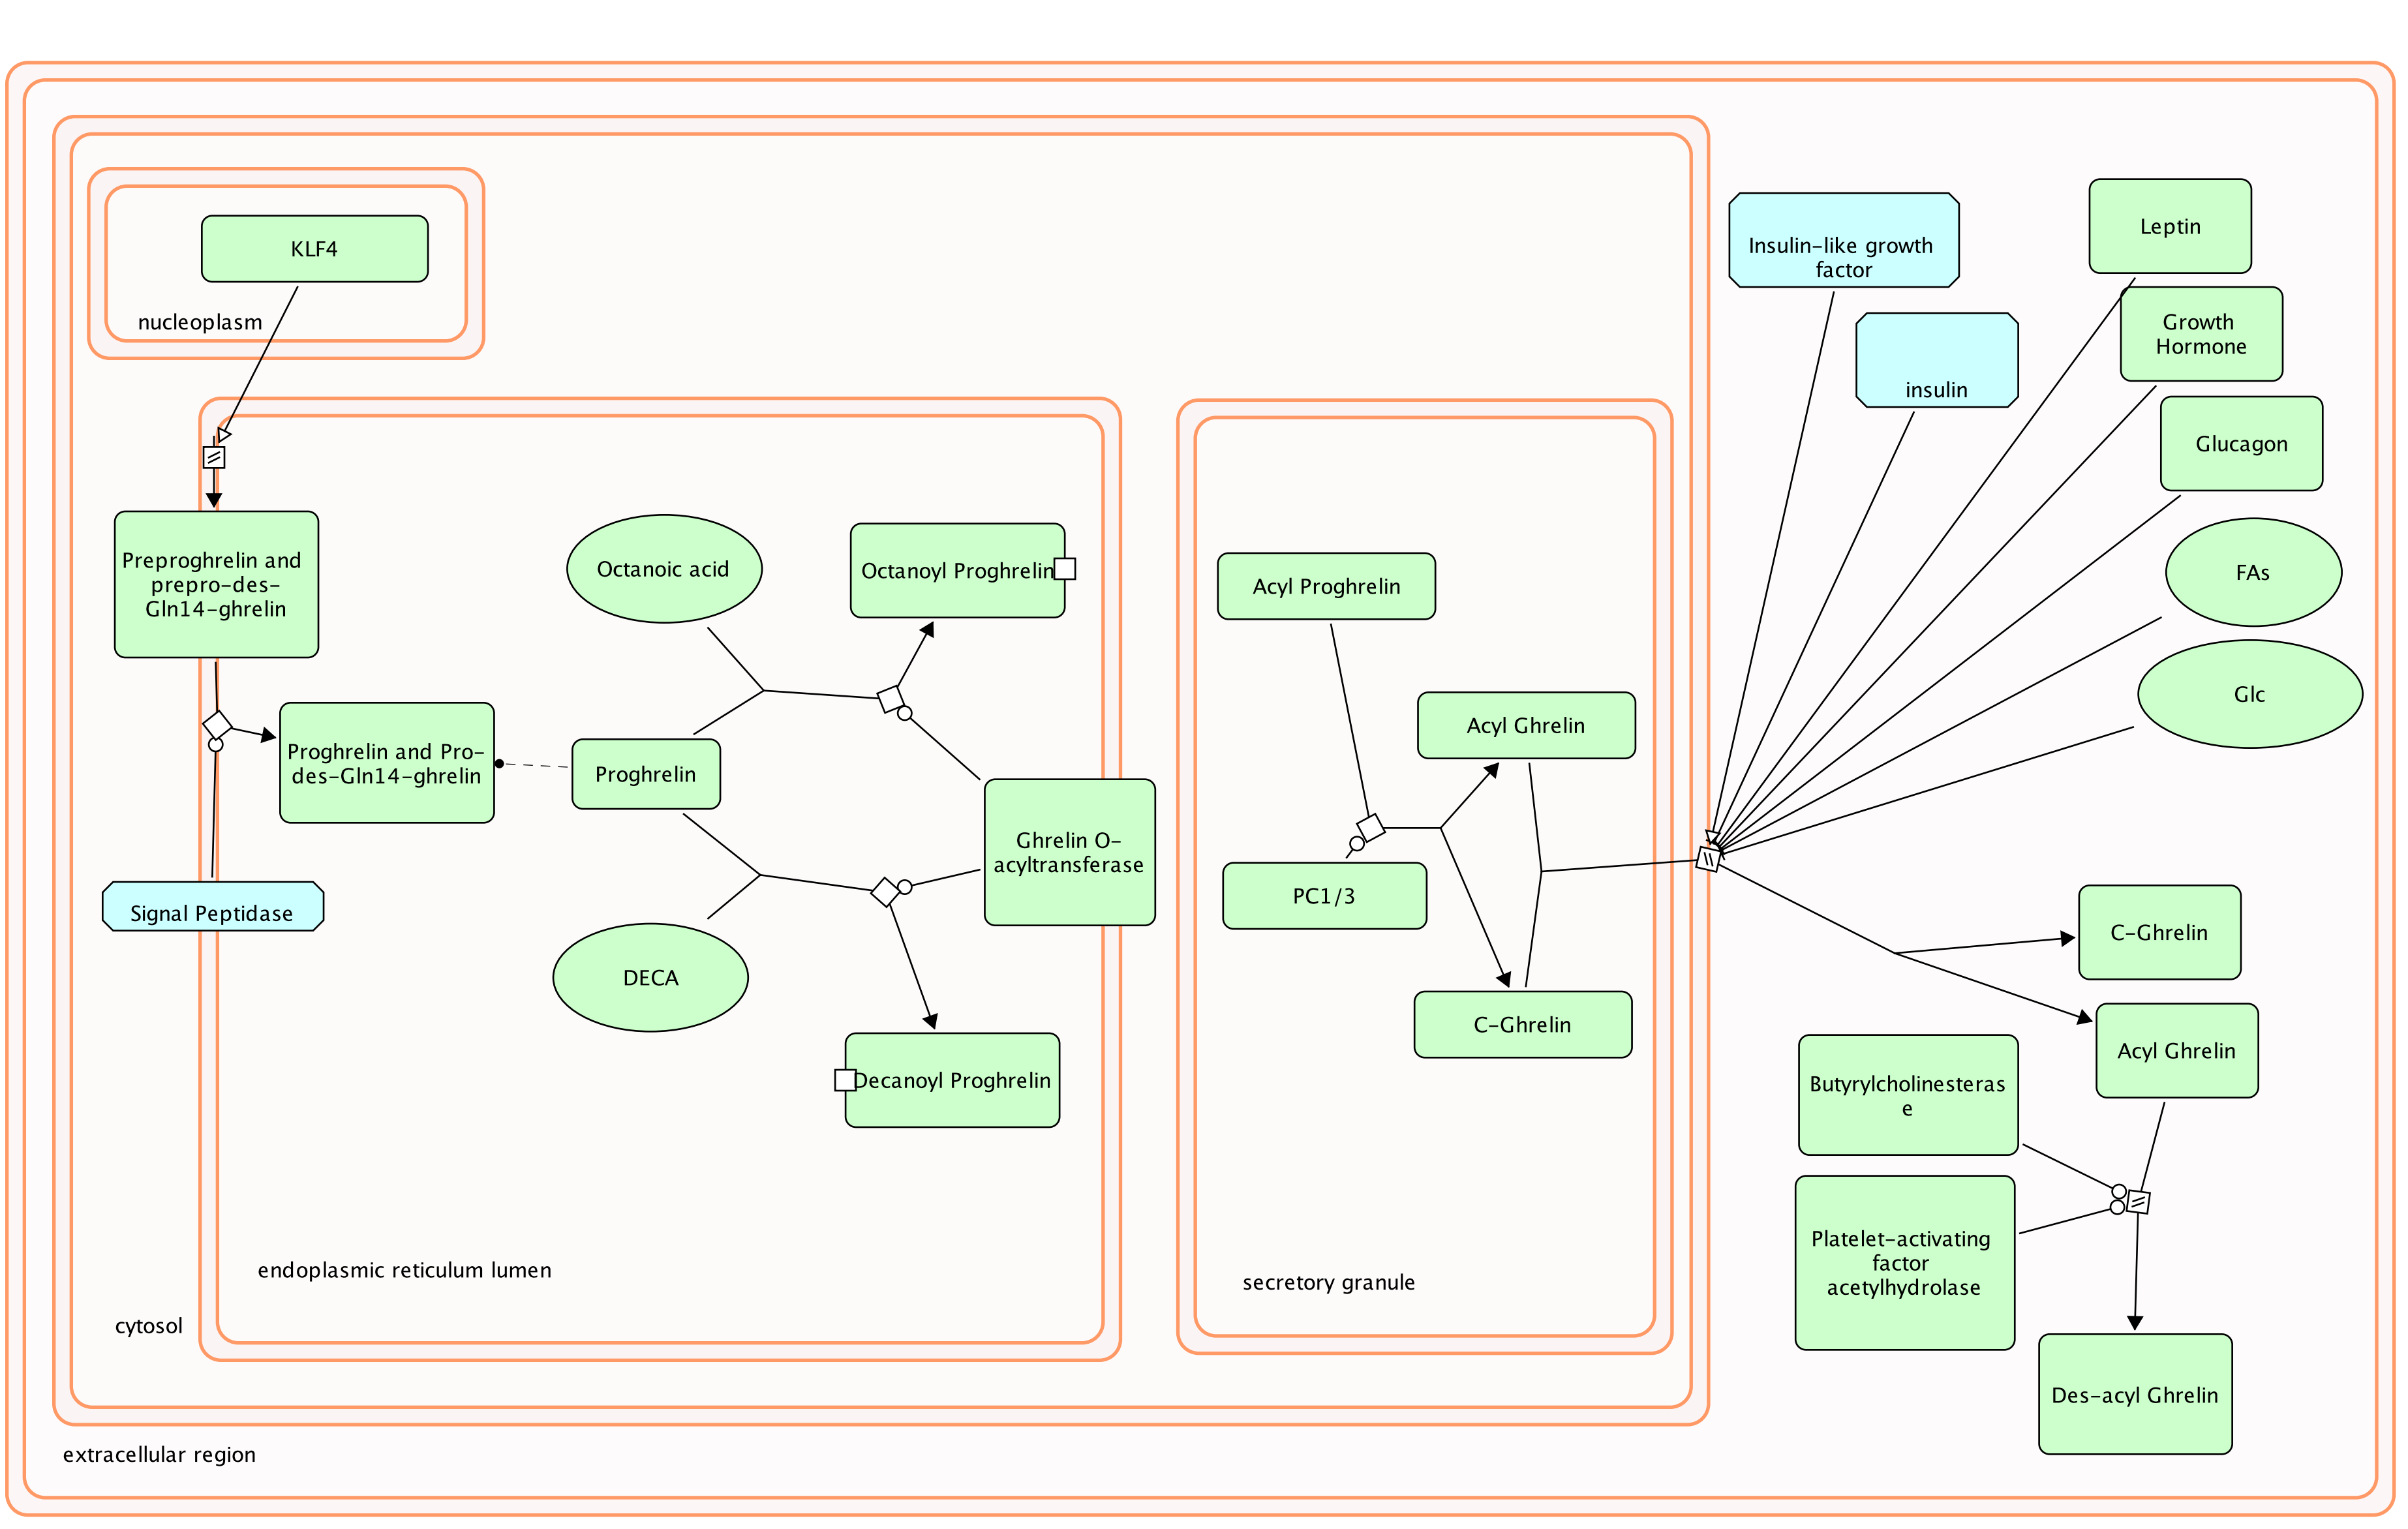 KLF4
nucleoplasm
Insulin-like growth
factor
Leptin
insulin
Growth
Hormone
Glucagon
FAs
Glc
Preproghrelin and
prepro-des-
Gln14-ghrelin
Octanoic acid
Octanoyl Proghrelin
Acyl Proghrelin
Proghrelin and Pro-
des-Gln14-ghrelin
Proghrelin
Acyl Ghrelin
Ghrelin O-
acyltransferase
PC1/3
Signal Peptidase
DECA
C-Ghrelin
C-Ghrelin
Decanoyl Proghrelin
Acyl Ghrelin
Butyrylcholinesteras
e
Platelet-activating
factor
acetylhydrolase
endoplasmic reticulum lumen
secretory granule
cytosol
Des-acyl Ghrelin
extracellular region